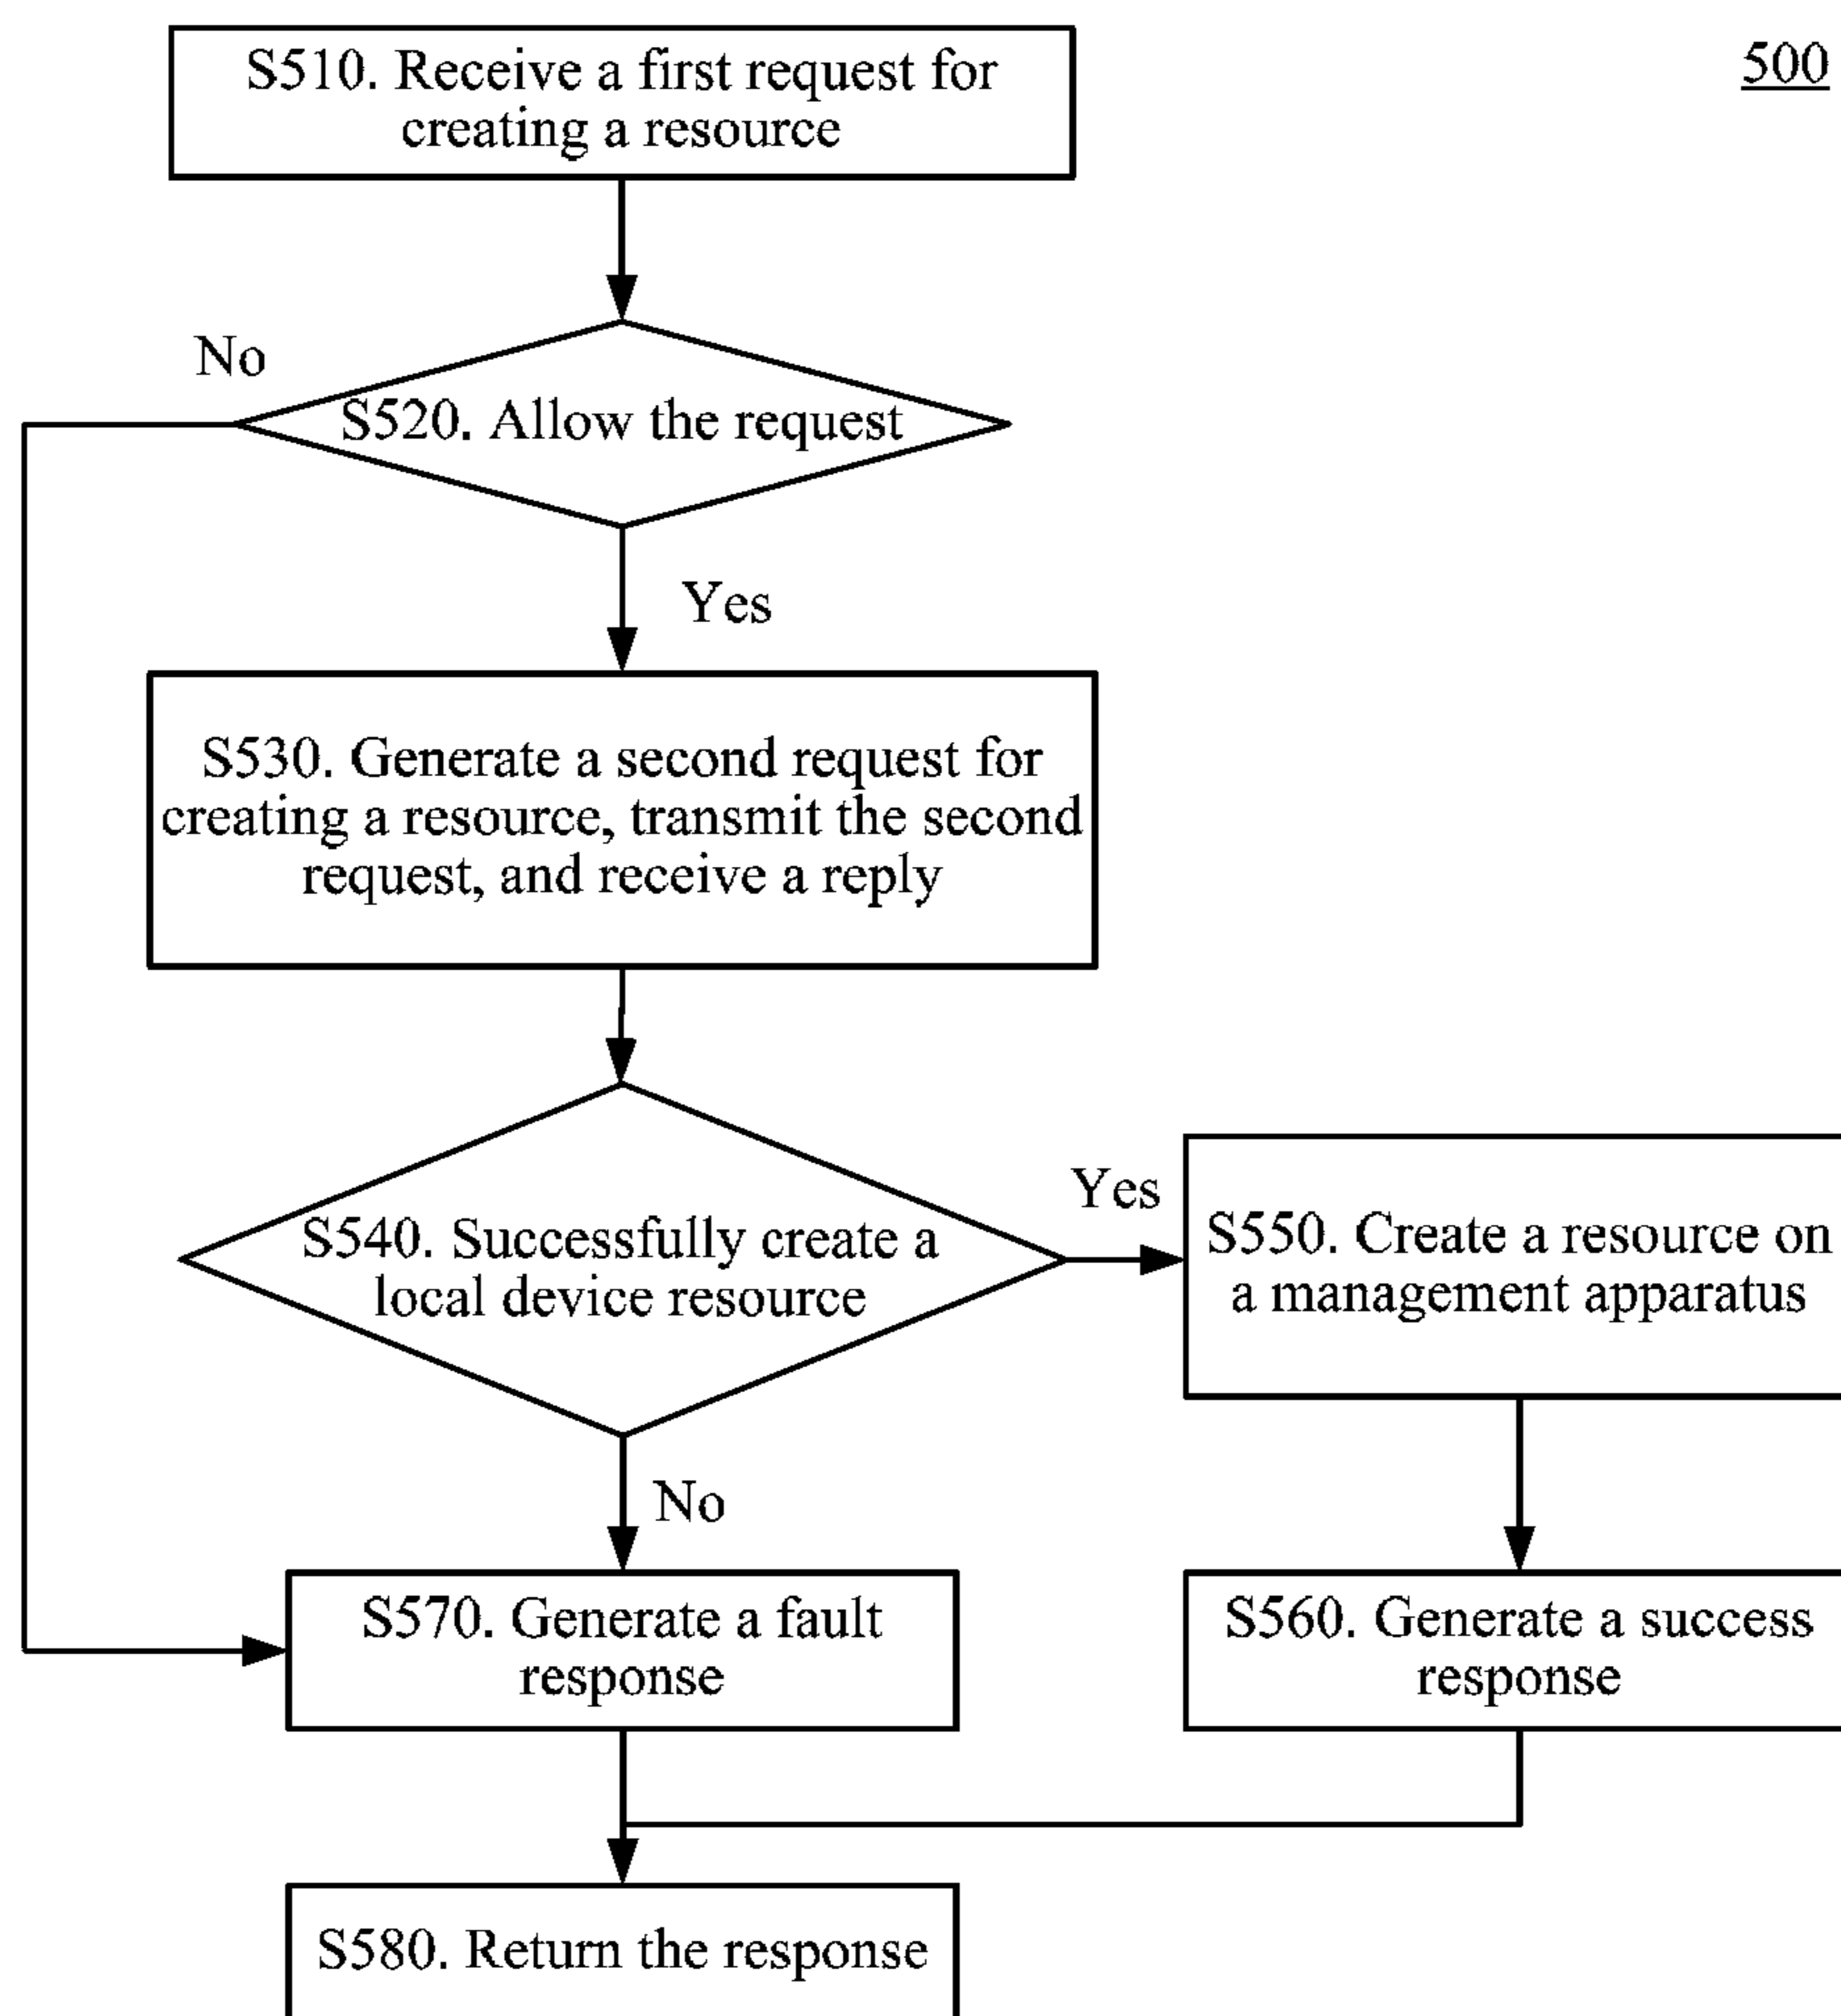 S510. Receive a first request for
creating a resource
500
No
S520. Allow the request
Yes
S530. Generate a second request for
creating a resource, transmit the second
request, and receive a reply
S540. Successfully create a
local device resource
Yes
S550. Create a resource on
a management apparatus
No
S570. Generate a fault
response
S560. Generate a success
response
S580. Return the response